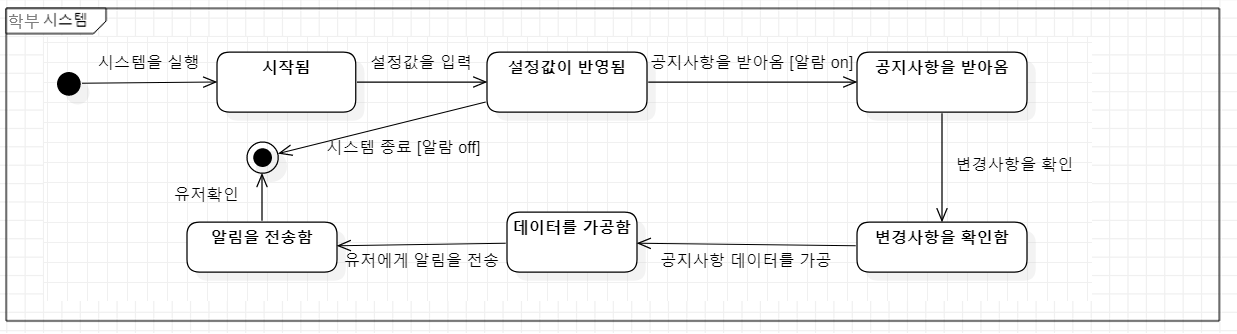 학부 시스템
시스템을 실행
시작됨
설정값을 입력
설정값이 반영됨
공지사항을 받아옴 [알람 on]
공지사항을 받아옴
시스템 종료 [알람 off]
변경사항을 확인
유저확인
알림을 전송함
유저에게 알림을 전송
데이터를 가공함
공지사항 데이터를 가공
변경사항을 확인함